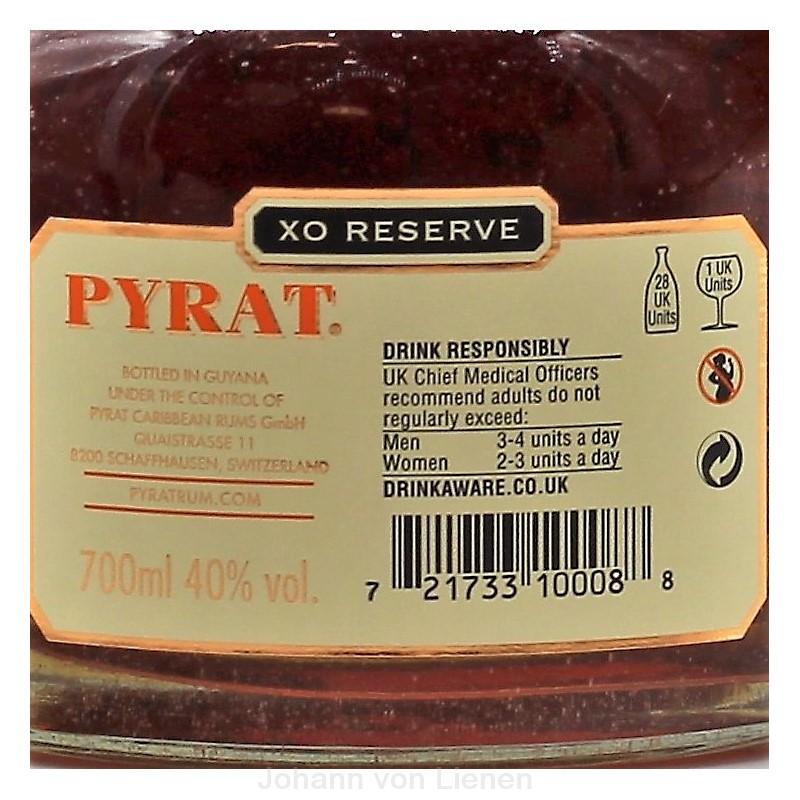 XO RESERVE
PYRAT.
BOTTLED IN GUYANA
UNDER THE CONTROL OF
PYRAT CARIBBEAN RUMS GmbH
QUAISTRASSE 11
8200 SCHAFFHAUSEN, SWITZERLAND
PYRATRUM.COM
700ml 40% vol.
28
UK
Units
1 UK
Units
DRINK RESPONSIBLY
UK Chief Medical Officers
recommend adults do not
regularly exceed:
Men 3-4 units a day
Women 2-3 units a day
DRINKAWARE.CO.UK
7 21733 10008 8
Johann von Lienen